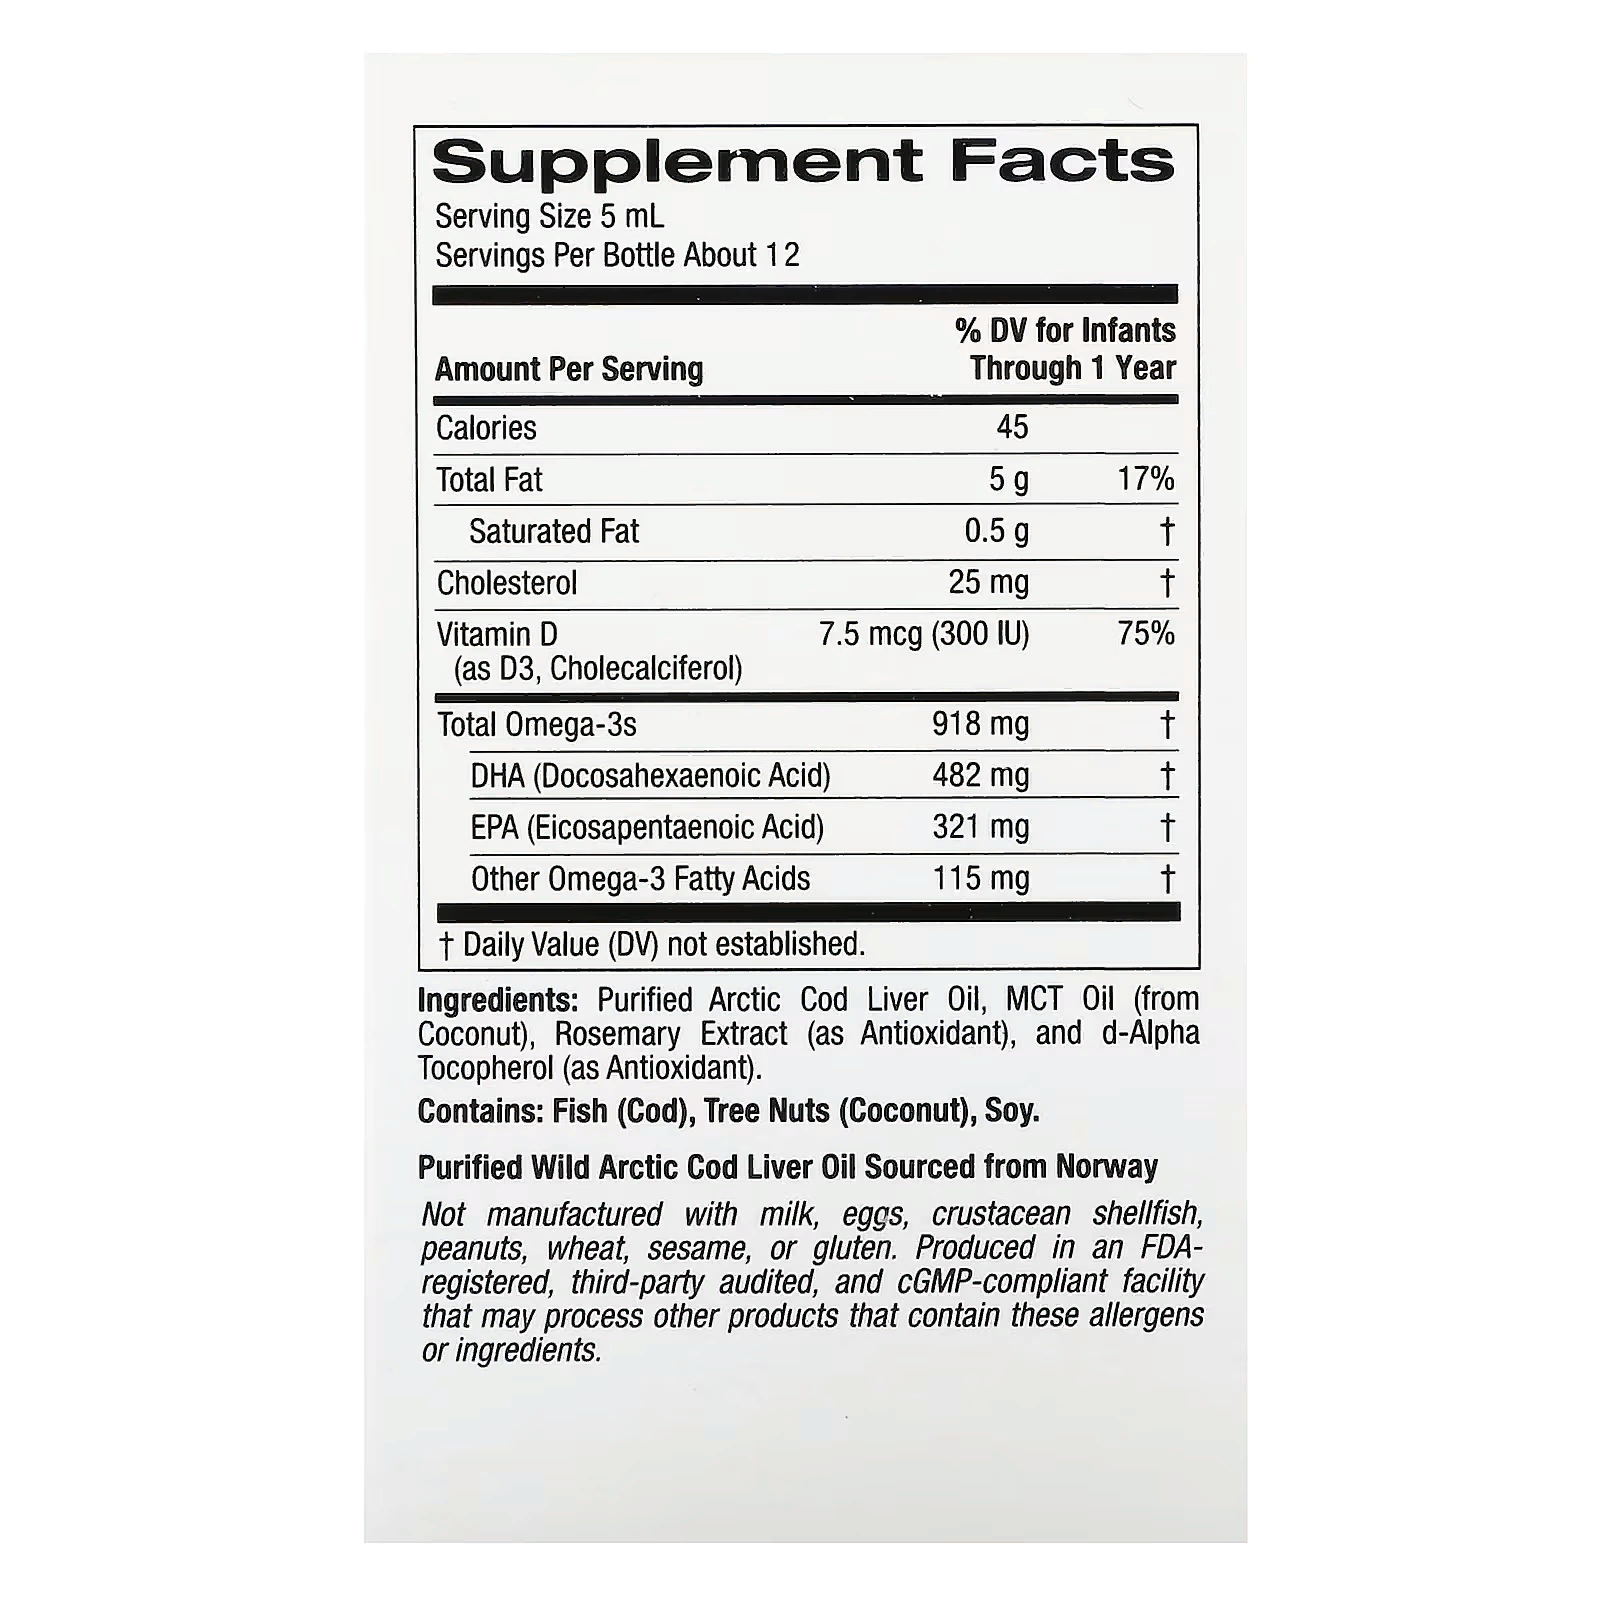 Supplement Facts
Serving Size 5 mL
Servings Per Bottle About 12
% DV for Infants
Amount Per Serving Through 1 Year
Calories 45
Total Fat 5 g 17%
Saturated Fat 0.5 g †
Cholesterol 25 mg †
Vitamin D 7.5 mcg (300 IU) 75%
(as D3, Cholecalciferol)
Total Omega-3s 918 mg †
DHA (Docosahexaenoic Acid) 482 mg †
EPA (Eicosapentaenoic Acid) 321 mg †
Other Omega-3 Fatty Acids 115 mg †
† Daily Value (DV) not established.
Ingredients: Purified Arctic Cod Liver Oil, MCT Oil (from
Coconut), Rosemary Extract (as Antioxidant), and d-Alpha
Tocopherol (as Antioxidant).
Contains: Fish (Cod), Tree Nuts (Coconut), Soy.
Purified Wild Arctic Cod Liver Oil Sourced from Norway
Not manufactured with milk, eggs, crustacean shellfish,
peanuts, wheat, sesame, or gluten. Produced in an FDA-
registered, third-party audited, and cGMP-compliant facility
that may process other products that contain these allergens
or ingredients.